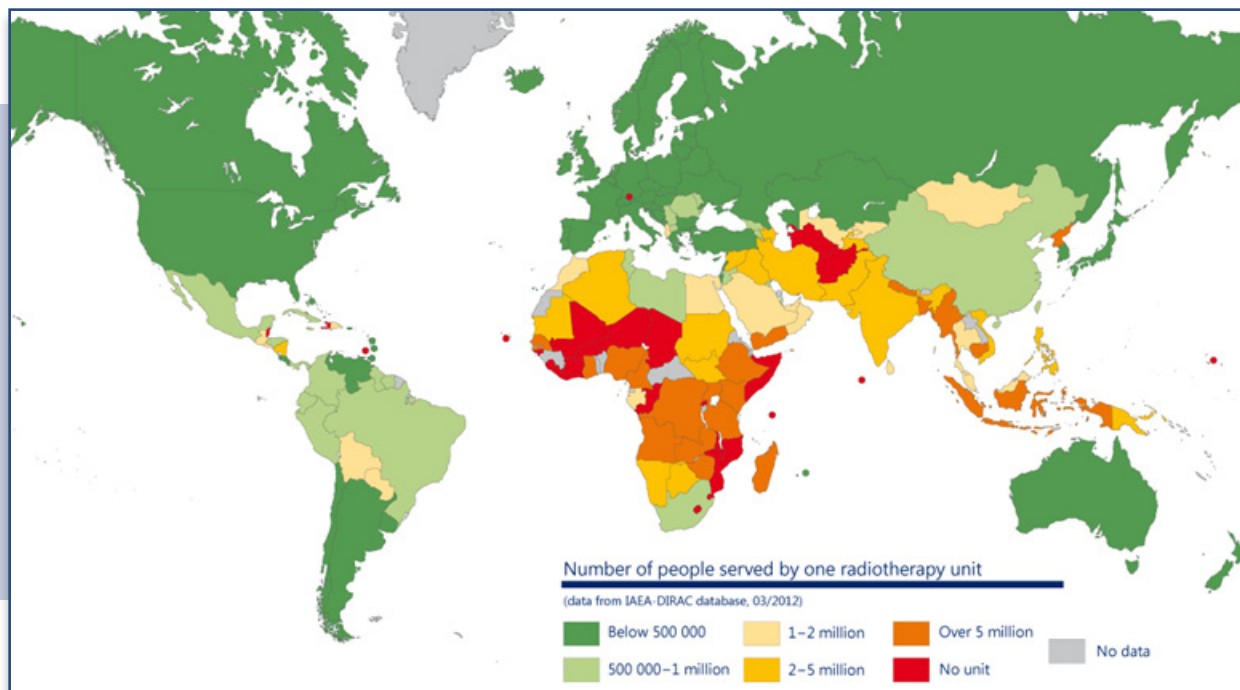 Number of people served by one radiotherapy unit
(data from IAEA-DIRAC database, 03/2012)
Below 500 000
1–2 million
Over 5 million
No data
500 000–1 million
2–5 million
No unit